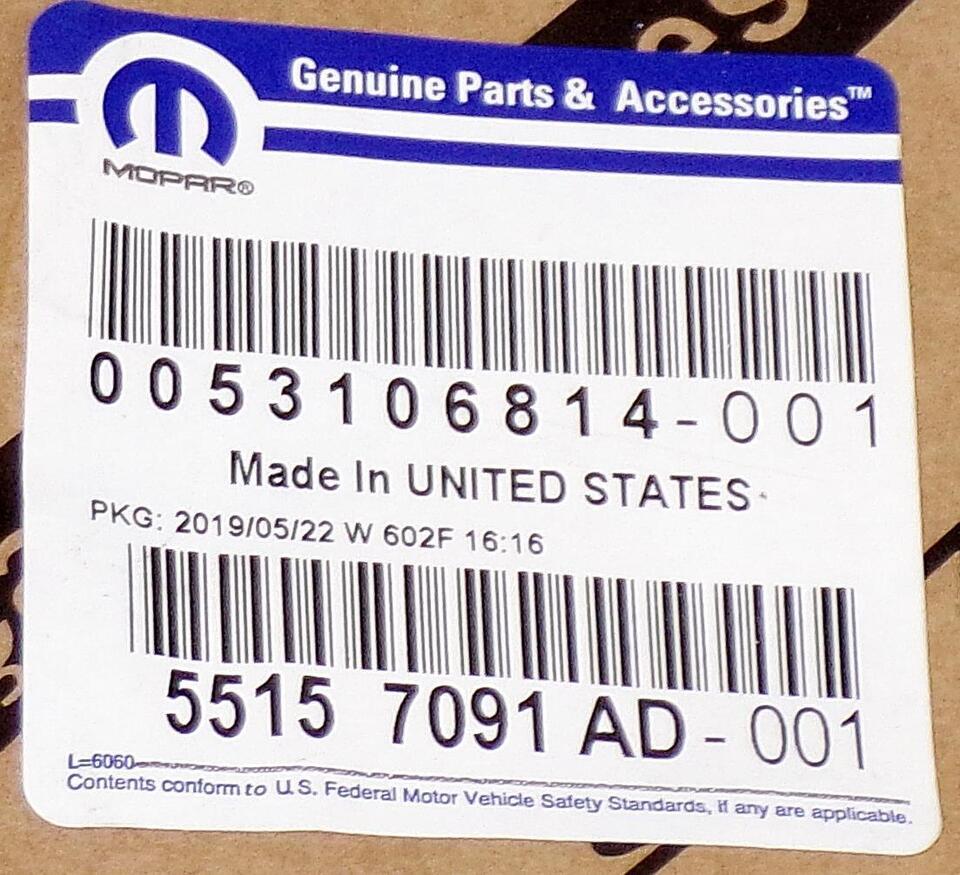 Genuine Parts & Accessories™
MOPAR®
0053106814-001
Made In UNITED STATES
PKG: 2019/05/22 W 602F 16:16
5515 7091 AD-001
L=6060
Contents conform to U.S. Federal Motor Vehicle Safety Standards, if any are applicable.